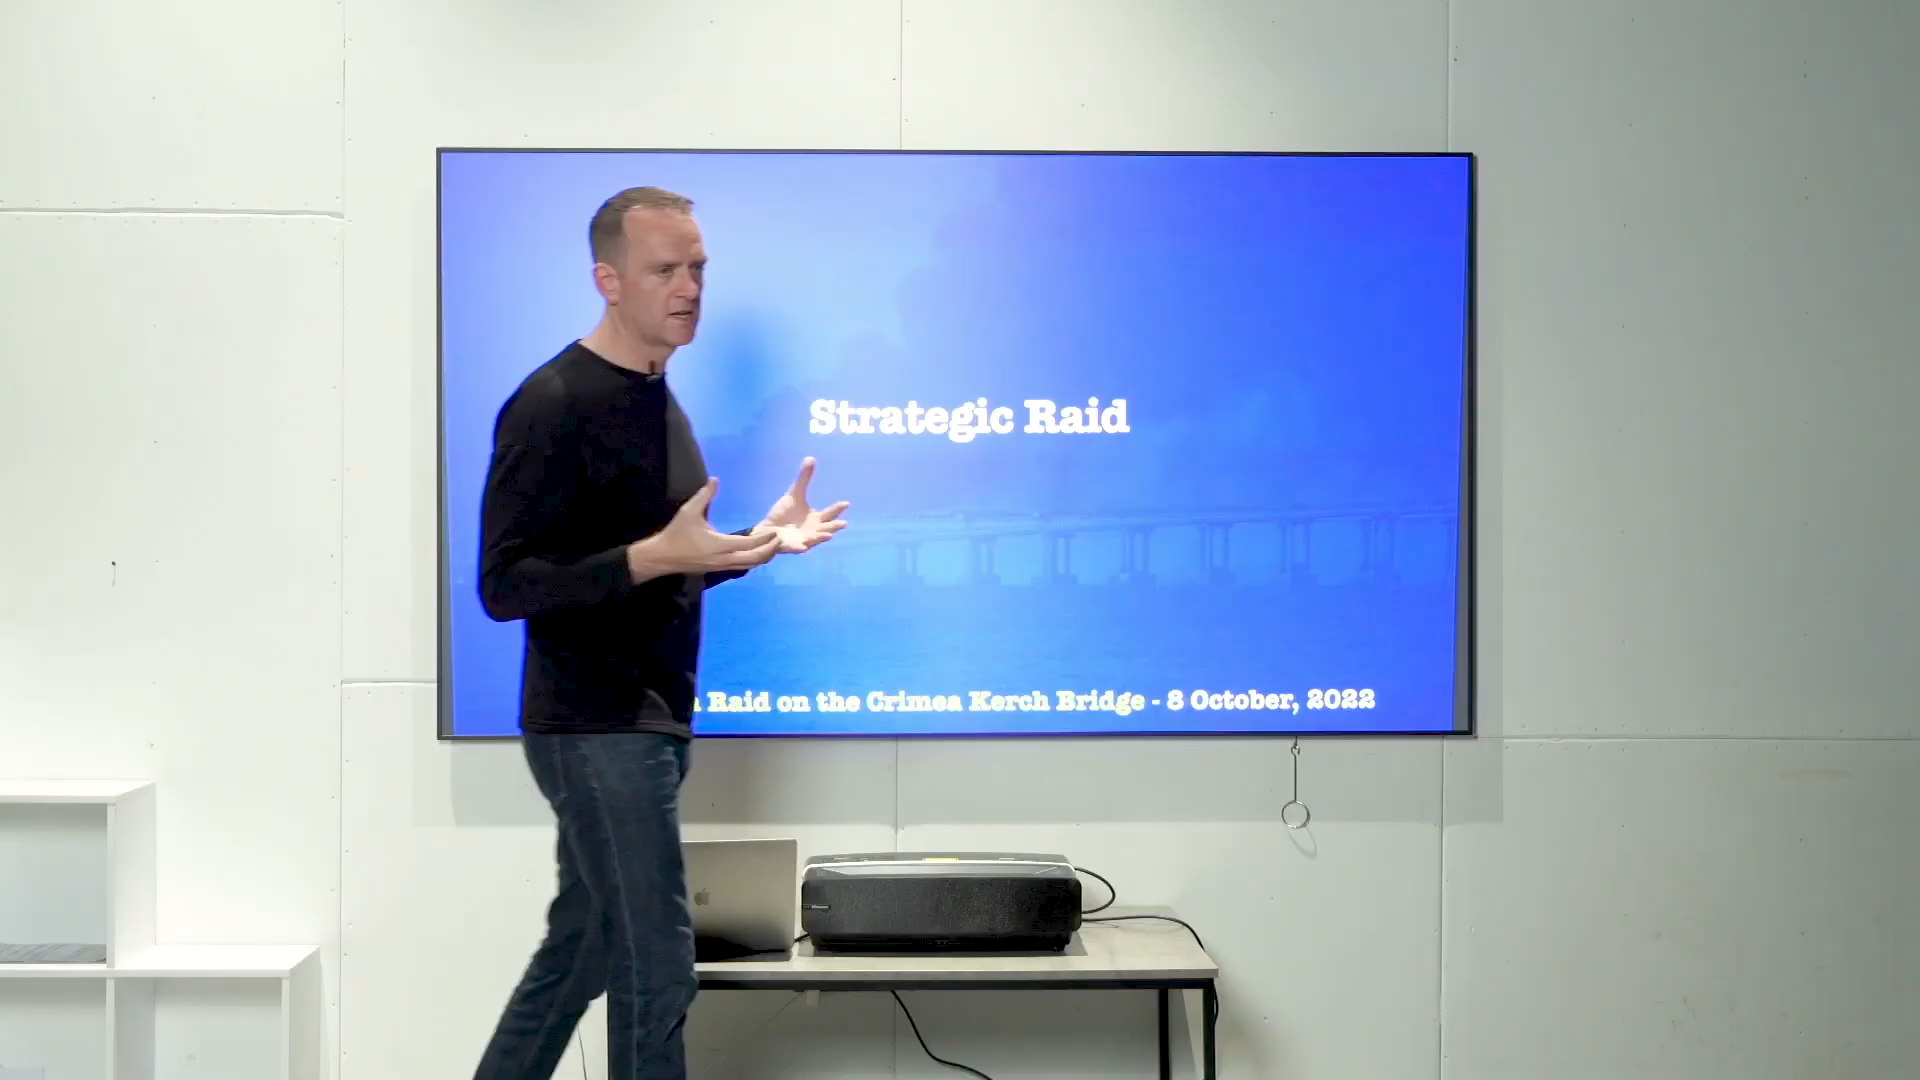 Strategic Raid
Raid on the Crimea Kerch Bridge - 8 October, 2022